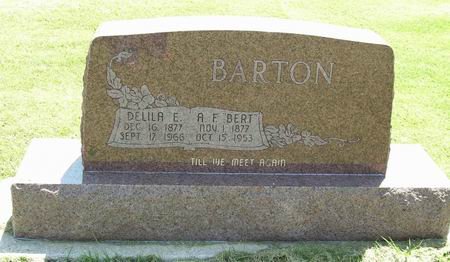 BARTON
DELILA E. A. F. BERT
DEC. 16, 1877 NOV. 1, 1877
SEPT. 17, 1966 OCT. 15, 1953
TILL WE MEET AGAIN